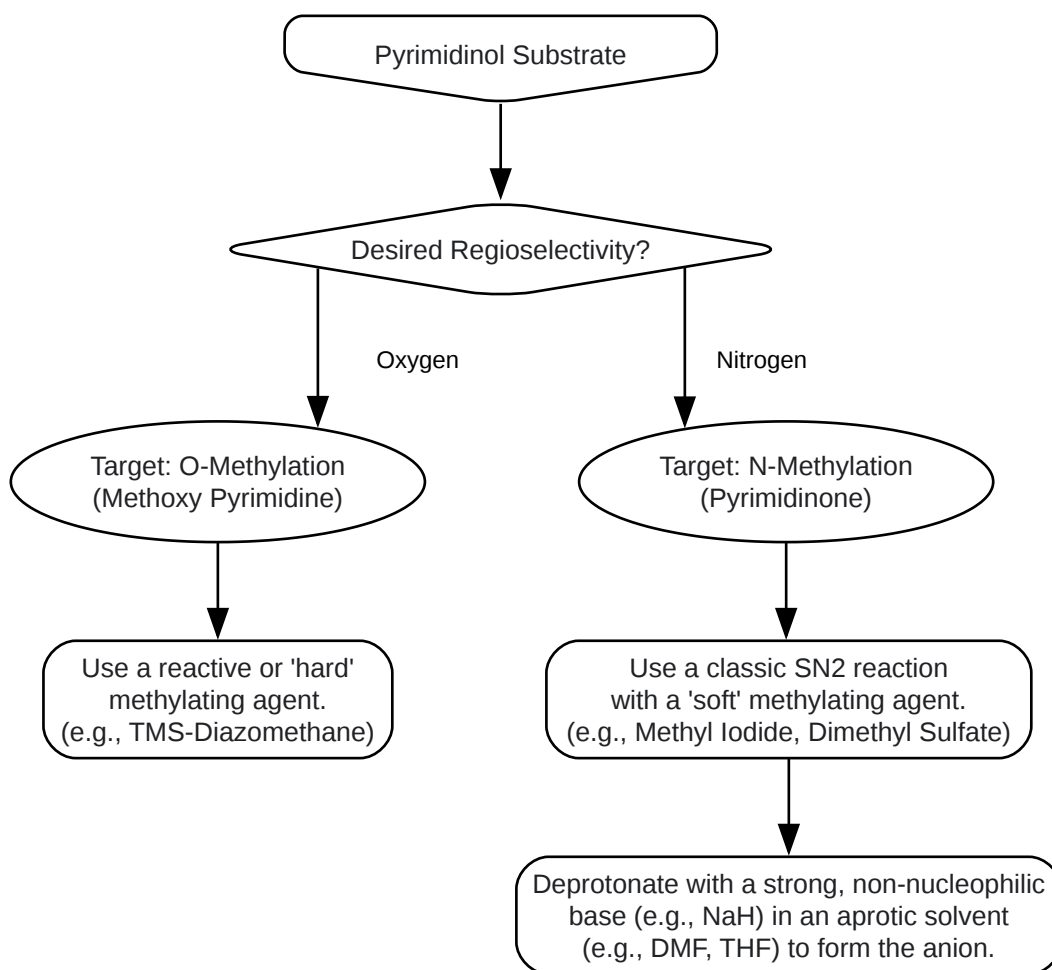 Pyrimidinol Substrate
Desired Regioselectivity?
Oxygen
Nitrogen
Target: O-Methylation
(Methoxy Pyrimidine)
Target: N-Methylation
(Pyrimidinone)
Use a reactive or 'hard'
methylating agent.
(e.g., TMS-Diazomethane)
Use a classic SN2 reaction
with a 'soft' methylating agent.
(e.g., Methyl Iodide, Dimethyl Sulfate)
Deprotonate with a strong, non-nucleophilic
base (e.g., NaH) in an aprotic solvent
(e.g., DMF, THF) to form the anion.